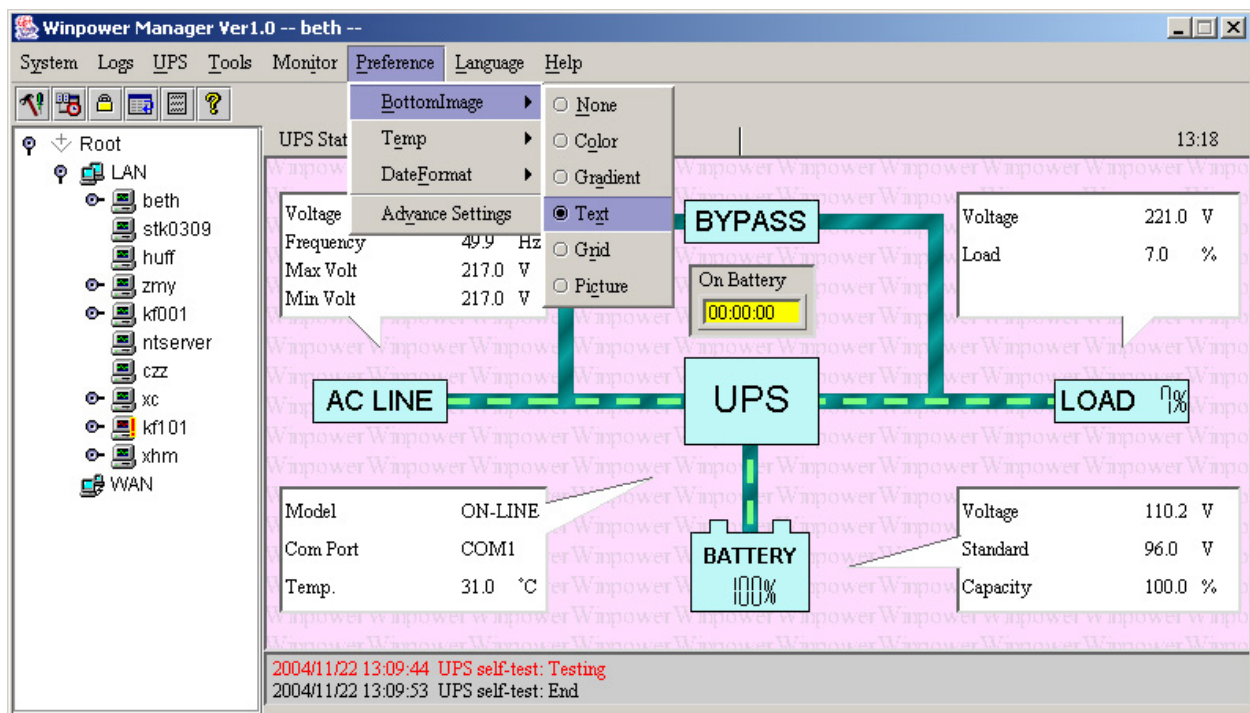 Winpower Manager Ver1.0 -- beth --
System Logs UPS Tools Monitor Preference Language Help
BottomImage
Temp
DateFormat
Advance Settings
None
Color
Gradient
Text
Grid
Picture
Root
LAN
beth
stk0309
huff
zmy
kf001
ntserver
czz
xc
kf101
xhm
WAN
UPS Stat
13:18
Voltage
Frequency 49.9 Hz
Max Volt 217.0 V
Min Volt 217.0 V
BYPASS
On Battery
00:00:00
Voltage 221.0 V
Load 7.0 %
AC LINE
UPS
LOAD 7%
Model ON-LINE
Com Port COM1
Temp. 31.0 °C
BATTERY
100%
Voltage 110.2 V
Standard 96.0 V
Capacity 100.0 %
2004/11/22 13:09:44 UPS self-test: Testing
2004/11/22 13:09:53 UPS self-test: End